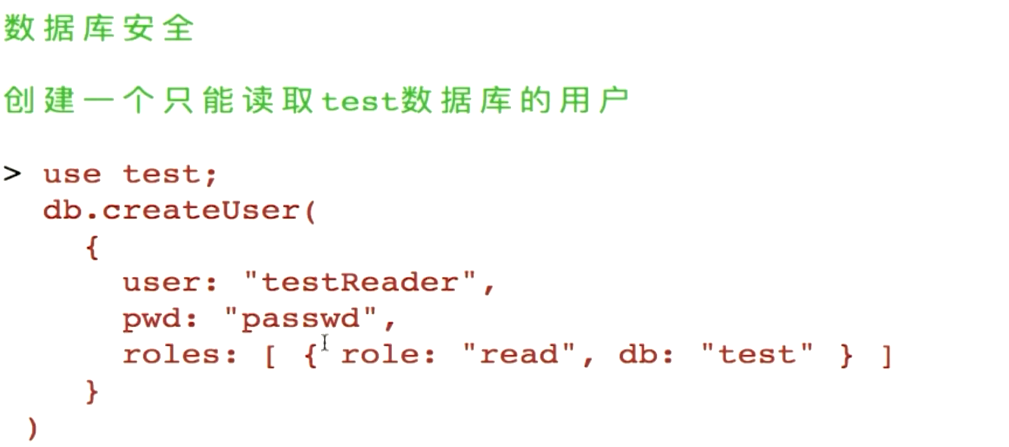 数据库安全
创建一个只能读取test数据库的用户
> use test;
db.createUser(
{
user: "testReader",
pwd: "passwd",
roles: [ { role: "read", db: "test" } ]
}
)